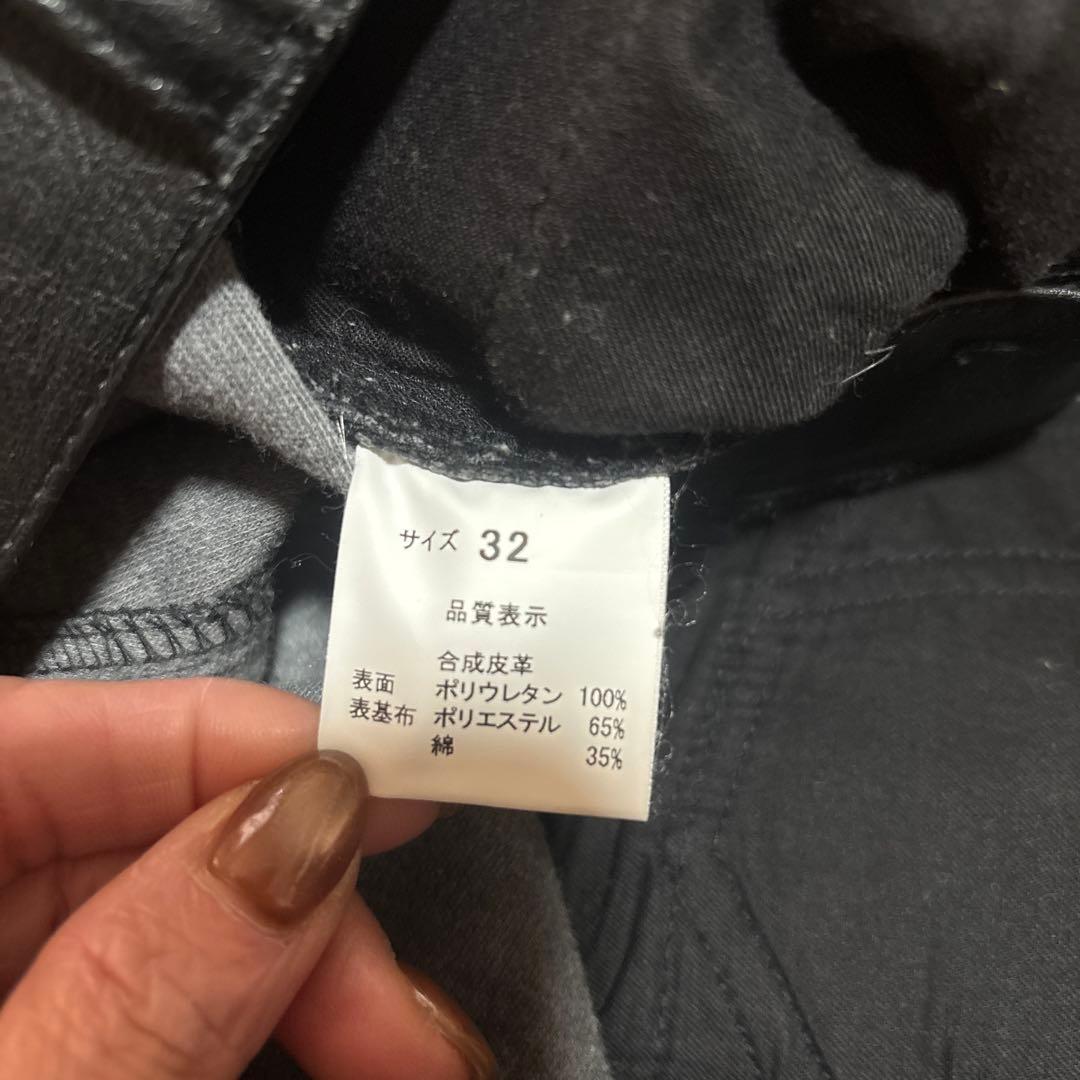 サイズ 32
品質表示
合成皮革
表面 ポリウレタン 100%
表基布 ポリエステル 65%
綿 35%